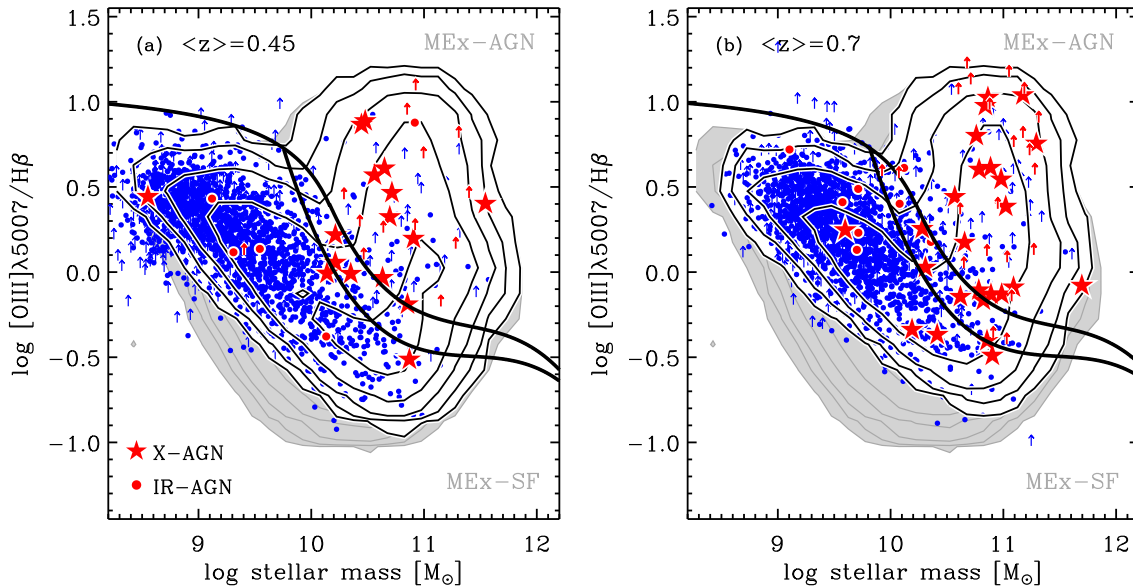 (a) <z>=0.45
MEx-AGN
1.5
1.0
0.5
0.0
−0.5
−1.0
log [OIII]λ5007/Hβ
X-AGN
IR-AGN
MEx-SF
9
10
11
12
log stellar mass [M⊙]
(b) <z>=0.7
MEx-AGN
1.5
1.0
0.5
0.0
−0.5
−1.0
log [OIII]λ5007/Hβ
MEx-SF
9
10
11
12
log stellar mass [M⊙]